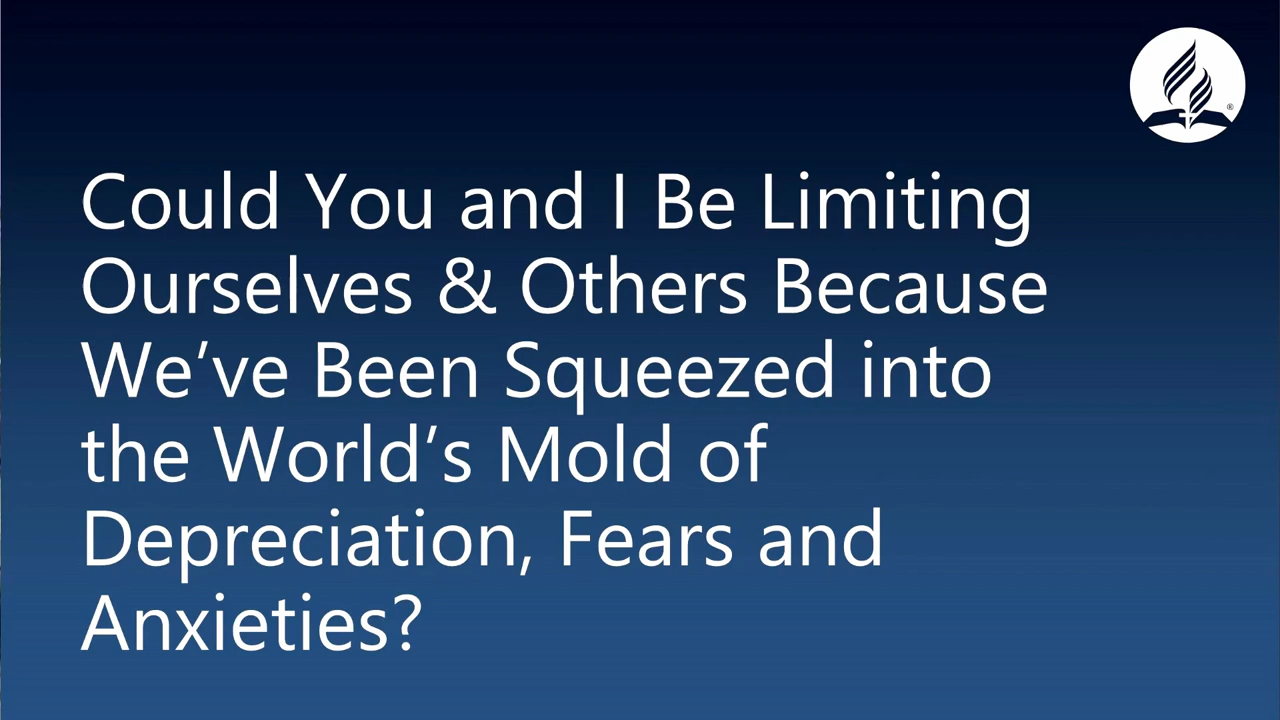 Could You and I Be Limiting
Ourselves & Others Because
We’ve Been Squeezed into
the World’s Mold of
Depreciation, Fears and
Anxieties?
®